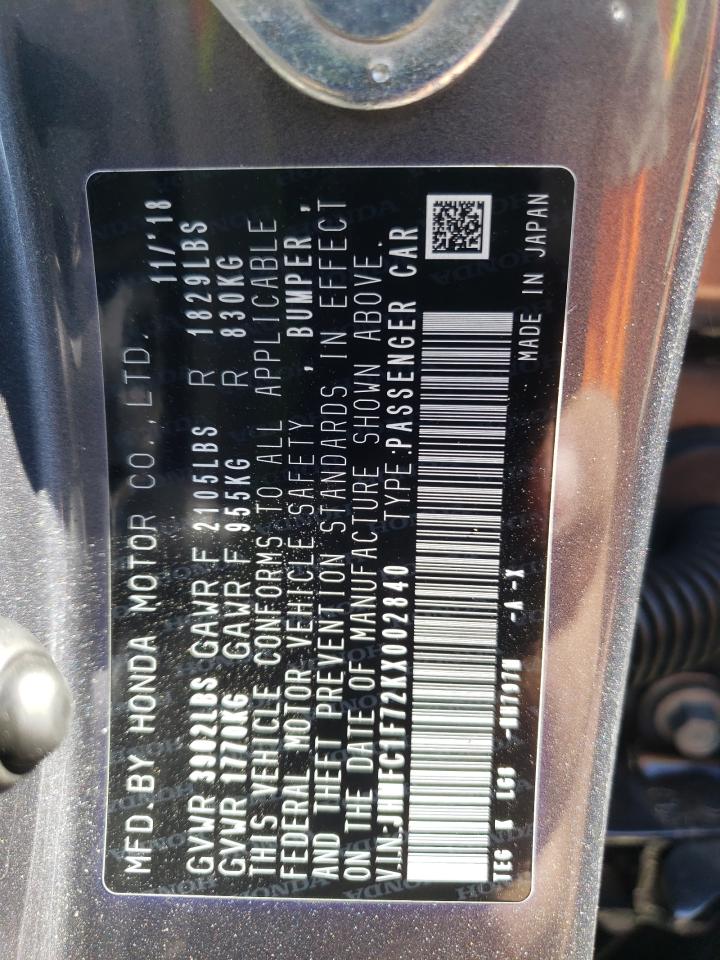 MFD.BY HONDA MOTOR CO.,LTD. 11/'18
GVWR 3902LBS GAWR F 2105LBS R 1829LBS
GVWR 1770KG GAWR F 955KG R 830KG
THIS VEHICLE CONFORMS TO ALL APPLICABLE
FEDERAL MOTOR VEHICLE SAFETY , BUMPER,
AND THEFT PREVENTION STANDARDS IN EFFECT
ON THE DATE OF MANUFACTURE SHOWN ABOVE.
VIN:JHMFC1F72KX002840 TYPE:PASSENGER CAR
-A -X
MADE IN JAPAN